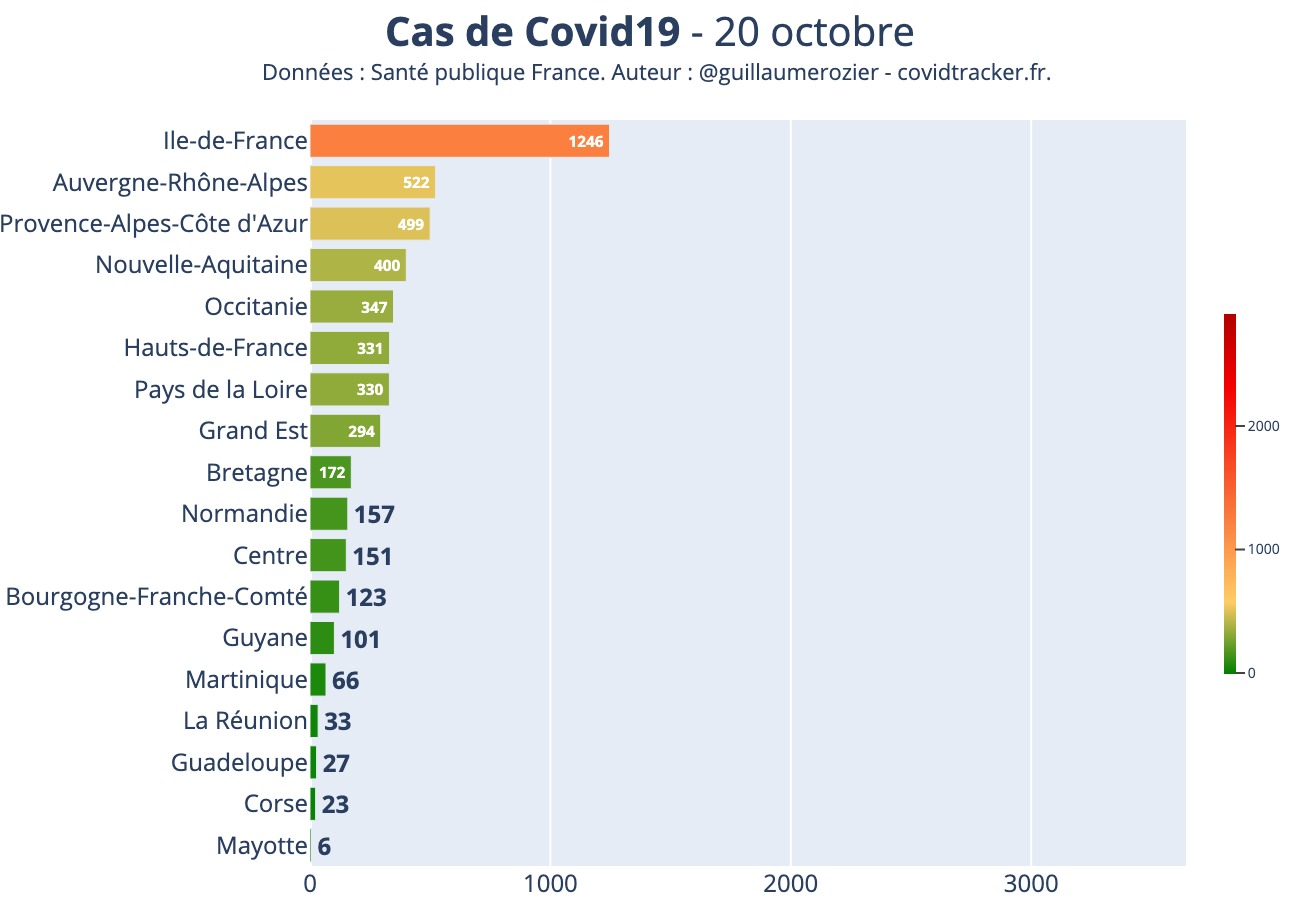 Cas de Covid19 - 20 octobre
Données : Santé publique France. Auteur : @guillaumerozier - covidtracker.fr.
Ile-de-France 1246
Auvergne-Rhône-Alpes 522
Provence-Alpes-Côte d'Azur 499
Nouvelle-Aquitaine 400
Occitanie 347
Hauts-de-France 331
Pays de la Loire 330
Grand Est 294
Bretagne 172
Normandie 157
Centre 151
Bourgogne-Franche-Comté 123
Guyane 101
Martinique 66
La Réunion 33
Guadeloupe 27
Corse 23
Mayotte 6
0 1000 2000 3000
2000
1000
0